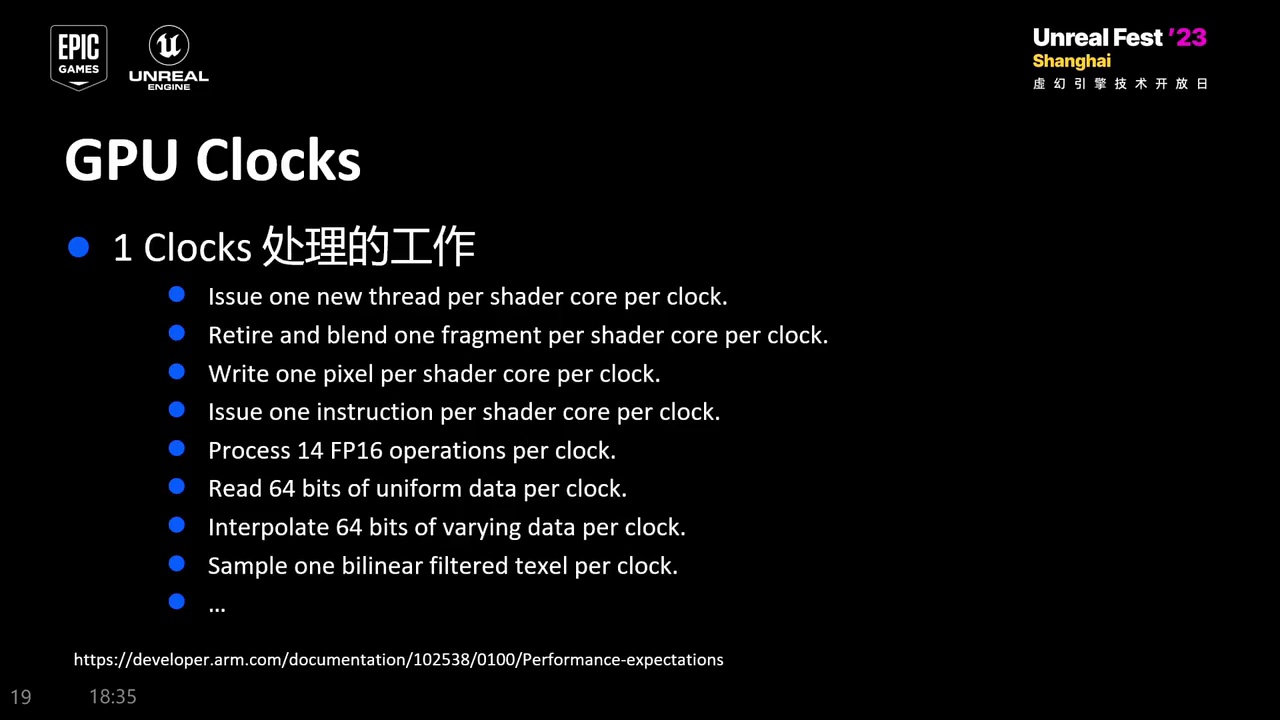 EPIC
GAMES
UNREAL
ENGINE
Unreal Fest '23
Shanghai
虚幻引擎技术开放日
GPU Clocks
1 Clocks 处理的工作
Issue one new thread per shader core per clock.
Retire and blend one fragment per shader core per clock.
Write one pixel per shader core per clock.
Issue one instruction per shader core per clock.
Process 14 FP16 operations per clock.
Read 64 bits of uniform data per clock.
Interpolate 64 bits of varying data per clock.
Sample one bilinear filtered texel per clock.
...
https://developer.arm.com/documentation/102538/0100/Performance-expectations
19 18:35